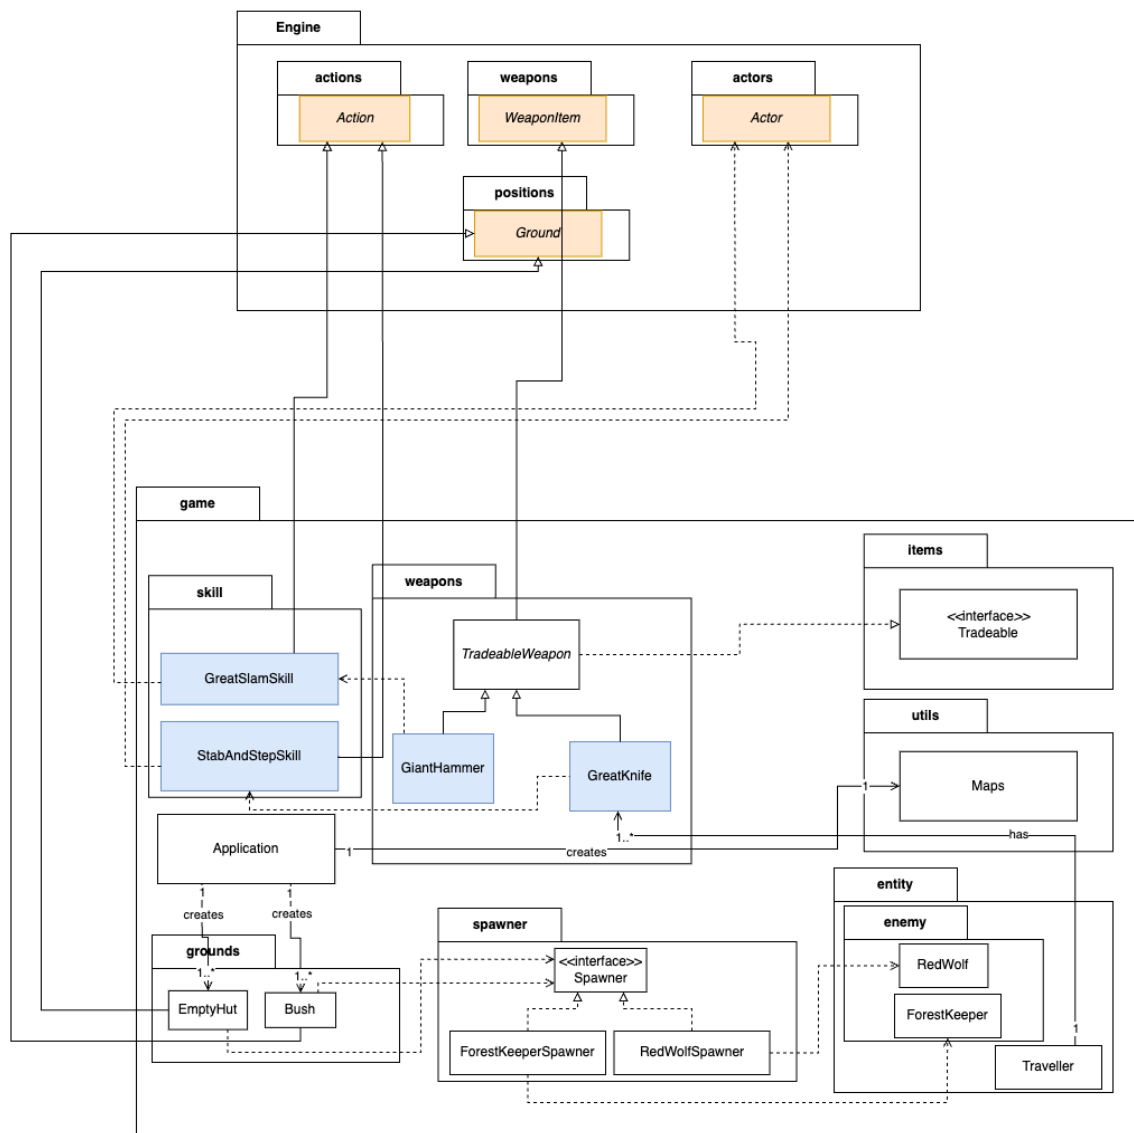 Engine
actions
weapons
actors
Action
WeaponItem
Actor
positions
Ground
game
items
skill
weapons
<<interface>>
Tradeable
TradeableWeapon
GreatSlamSkill
utils
StabAndStepSkill
GiantHammer
GreatKnife
1
Maps
1..*
has
Application
1
creates
entity
1
1
creates
creates
enemy
spawner
grounds
<<interface>>
Spawner
RedWolf
1..*
1..*
EmptyHut
Bush
ForestKeeper
1
ForestKeeperSpawner
RedWolfSpawner
Traveller